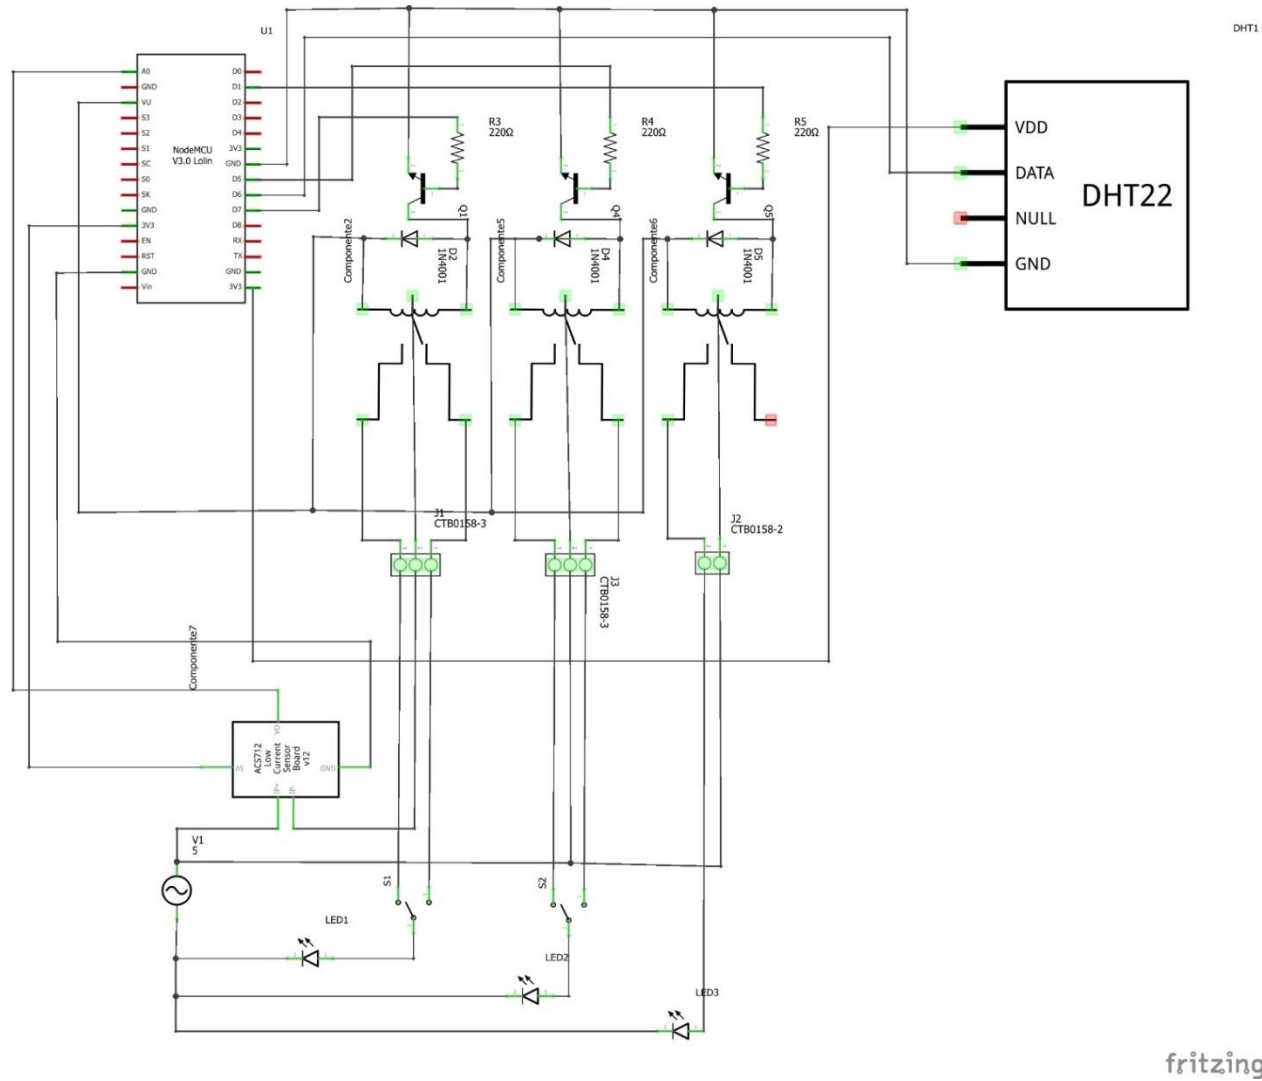 U1
DHT1
A0
GND
VU
S3
S2
S1
SC
S0
SK
GND
3V3
EN
RST
GND
Vin
NodeMCU
V3.0 Lolin
D0
D1
D2
D3
D4
3V3
GND
D5
D6
D7
D8
RX
TX
GND
3V3
R3
220Ω
R4
220Ω
R5
220Ω
VDD
DATA
NULL
GND
DHT22
Q1
Q4
Q5
Componente2
D2
1N4001
Componente5
D4
1N4001
Componente6
D5
1N4001
J1
CTB0158-3
J3
CTB0158-3
J2
CTB0158-2
Componente7
ACS712
Low
Current
Sensor
Board
v12
VO
5V
GND
IP+
IP-
V1
5
S1
S2
LED1
LED2
LED3
fritzing